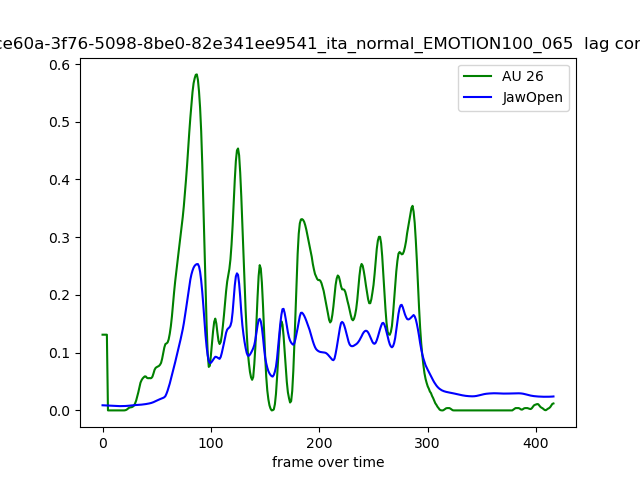 ce60a-3f76-5098-8be0-82e341ee9541_ita_normal_EMOTION100_065 lag cor
AU 26
JawOpen
0.6
0.5
0.4
0.3
0.2
0.1
0.0
0 100 200 300 400
frame over time